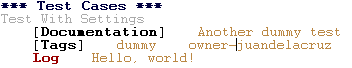 *** Test Cases ***
Test With Settings
[Documentation] Another dummy test
[Tags] dummy owner-juandelacruz
Log Hello, world!